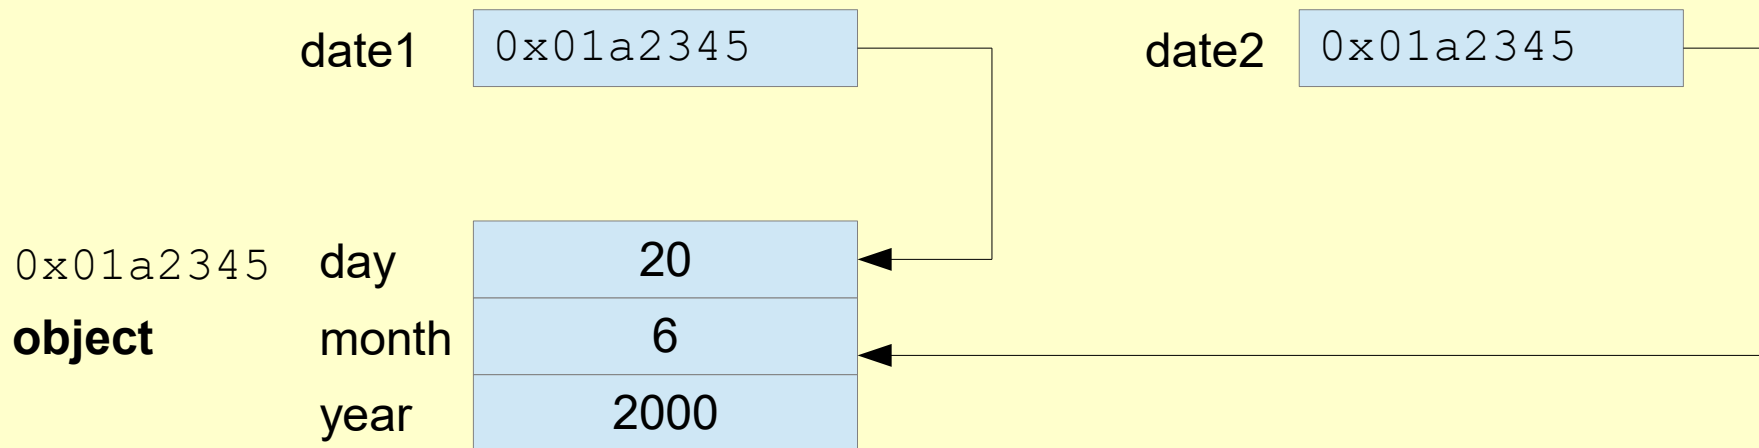 date1 0x01a2345 date2 0x01a2345
0x01a2345 day 20
object month 6
year 2000